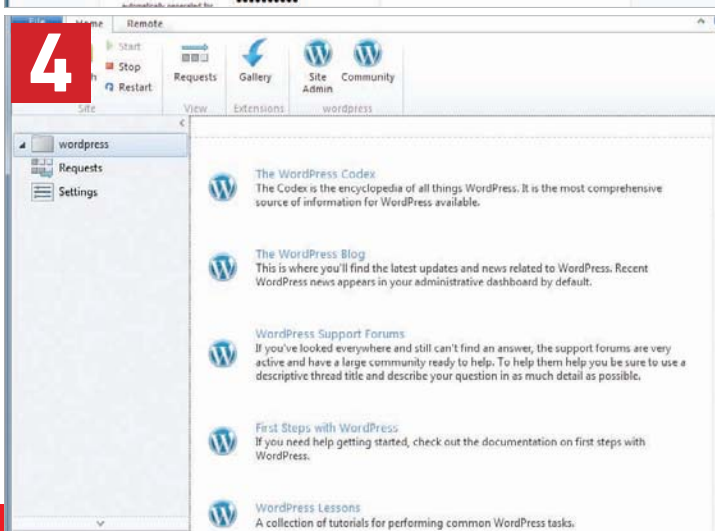 automatically generated for
File Home Remote
4
Start
Stop
Restart
Requests
Gallery
Site Admin
Community
Site
View
Extensions
wordpress
wordpress
Requests
Settings
The WordPress Codex
The Codex is the encyclopedia of all things WordPress. It is the most comprehensive
source of information for WordPress available.
The WordPress Blog
This is where you'll find the latest updates and news related to WordPress. Recent
WordPress news appears in your administrative dashboard by default.
WordPress Support Forums
If you've looked everywhere and still can't find an answer, the support forums are very
active and have a large community ready to help. To help them help you be sure to use a
descriptive thread title and describe your question in as much detail as possible.
First Steps with WordPress
If you need help getting started, check out the documentation on first steps with
WordPress.
WordPress Lessons
A collection of tutorials for performing common WordPress tasks.